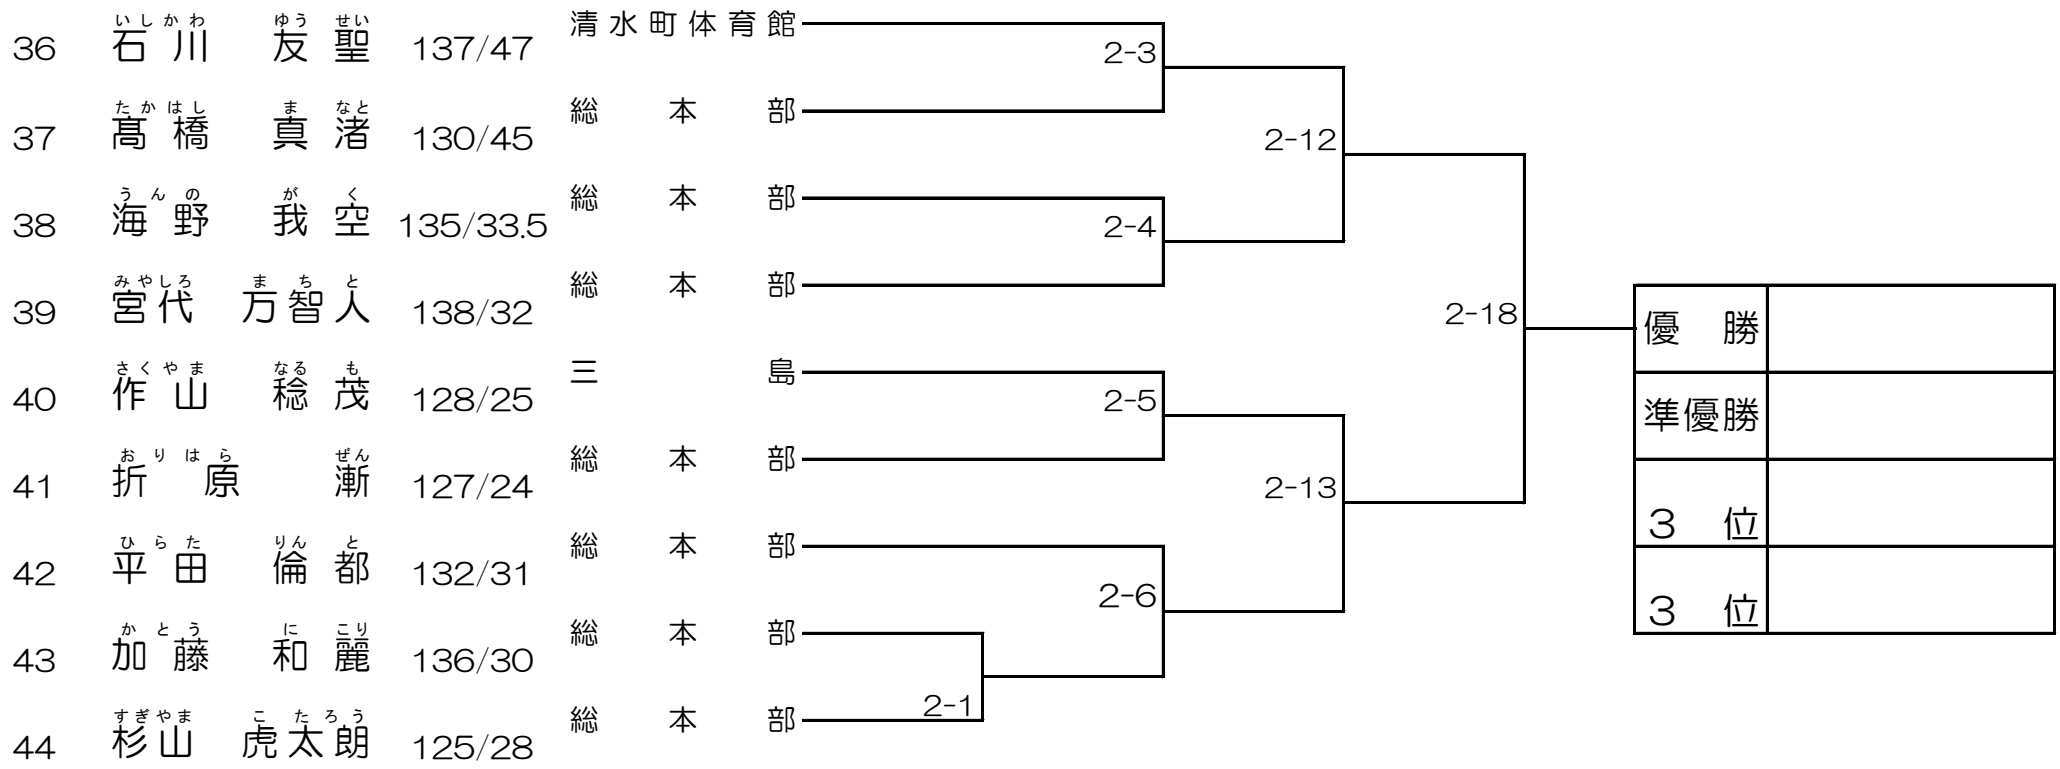 いしかわ ゆう せい
36 石川 友聖 137/47 清水町体育館
2-3
たかはし ま なと
37 髙橋 真渚 130/45 総本部
2-12
うんの がく
38 海野 我空 135/33.5 総本部
2-4
みやしろ まちと
39 宮代 万智人 138/32 総本部
2-18
優勝
さくやま なる も
40 作山 稔茂 128/25 三島
2-5
準優勝
おりはら ぜん
41 折原 漸 127/24 総本部
2-13
3位
ひらた りん と
42 平田 倫都 132/31 総本部
2-6
3位
かとう に こり
43 加藤 和麗 136/30 総本部
2-1
すぎやま こ たろう
44 杉山 虎太朗 125/28 総本部